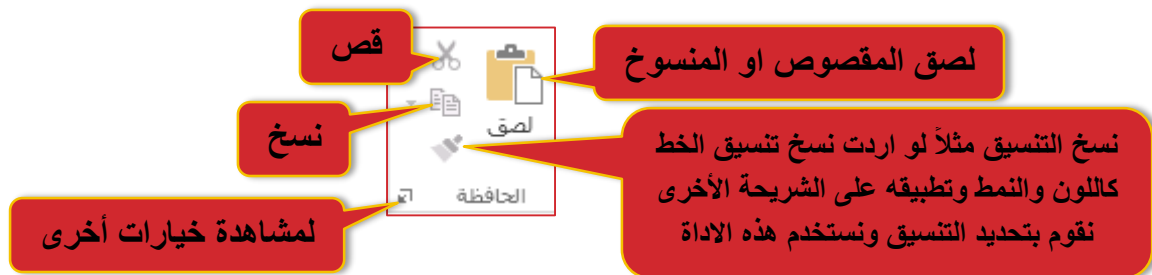 قص
لصق المقصوص او المنسوخ
نسخ
لصق
نسخ التنسيق مثلاً لو اردت نسخ تنسيق الخط
كاللون والنمط وتطبيقه على الشريحة الأخرى
نقوم بتحديد التنسيق ونستخدم هذه الاداة
الحافظة
لمشاهدة خيارات أخرى